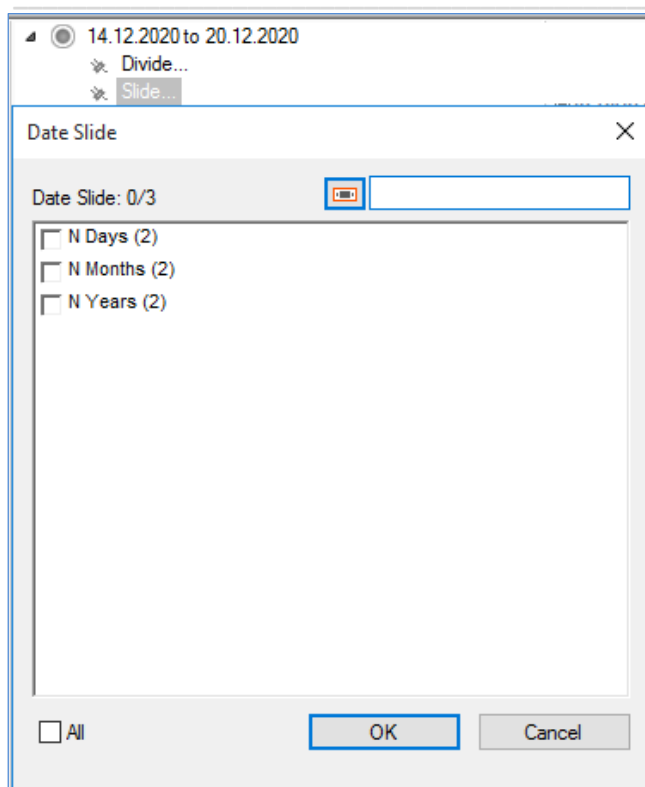 14.12.2020 to 20.12.2020
Divide...
Slide...
Date Slide
Date Slide: 0/3
N Days (2)
N Months (2)
N Years (2)
All
OK
Cancel